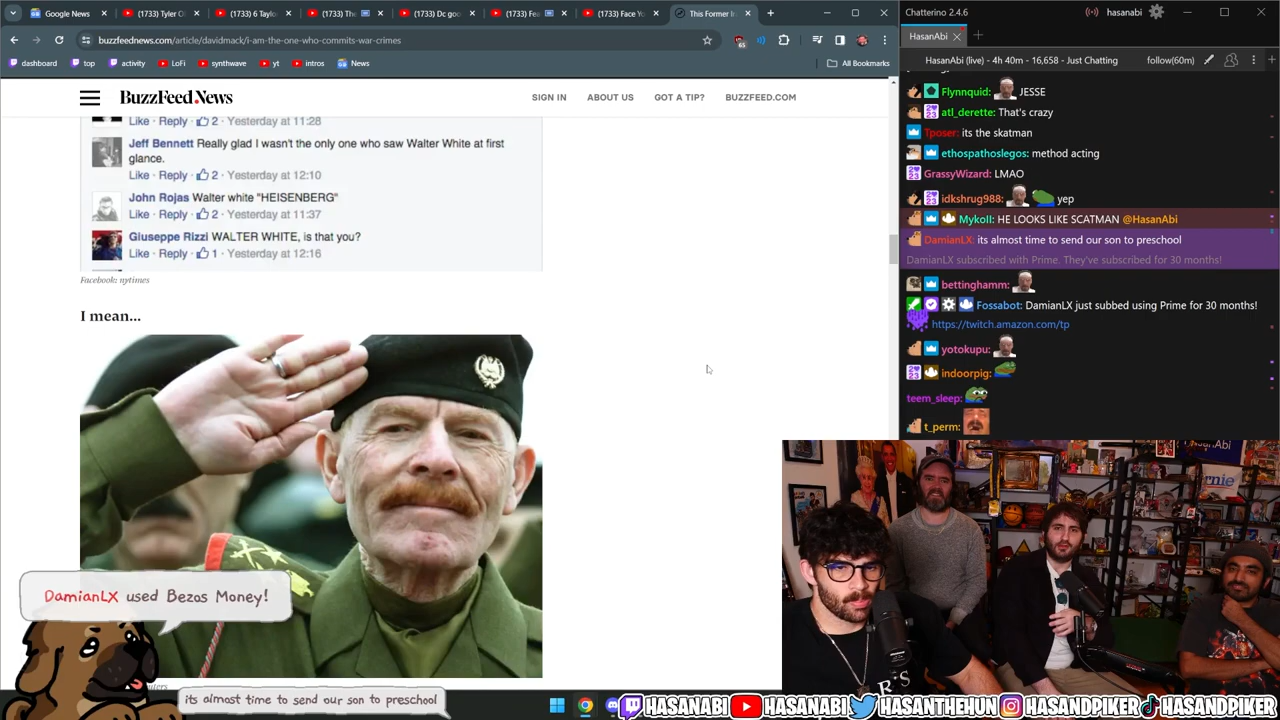 Google News
(1733) Tyler O
(1733) 6 Taylo
(1733) The
(1733) Dc goo
(1733) Fea
(1733) Face Yo
This Former Ir
buzzfeednews.com/article/davidmack/i-am-the-one-who-commits-war-crimes
65
dashboard
top
activity
LoFi
synthwave
yt
intros
News
All Bookmarks
BuzzFeed News
SIGN IN
ABOUT US
GOT A TIP?
BUZZFEED.COM
Like · Reply · 2 · Yesterday at 11:28
Jeff Bennett Really glad I wasn't the only one who saw Walter White at first
glance.
Like · Reply · 2 · Yesterday at 12:10
John Rojas Walter white "HEISENBERG"
Like · Reply · 2 · Yesterday at 11:37
Giuseppe Rizzi WALTER WHITE, is that you?
Like · Reply · 1 · Yesterday at 12:16
Facebook: nytimes
I mean...
DamianLX used Bezos Money!
its almost time to send our son to preschool
Chatterino 2.4.6
hasanabi
HasanAbi
HasanAbi (live) - 4h 40m - 16,658 - Just Chatting
follow(60m)
Flynnquid: JESSE
atl_derette: That's crazy
Tposer: its the skatman
ethospathoslegos: method acting
GrassyWizard: LMAO
idkshrug988: yep
Mykoll: HE LOOKS LIKE SCATMAN @HasanAbi
DamianLX: its almost time to send our son to preschool
DamianLX subscribed with Prime. They've subscribed for 30 months!
bettinghamm:
Fossabot: DamianLX just subbed using Prime for 30 months!
https://twitch.amazon.com/tp
yotokupu:
indoorpig:
teem_sleep:
t_perm:
HASANABI
HASANABI
HASANTHEHUN
HASANDPIKER
HASANDPIKER